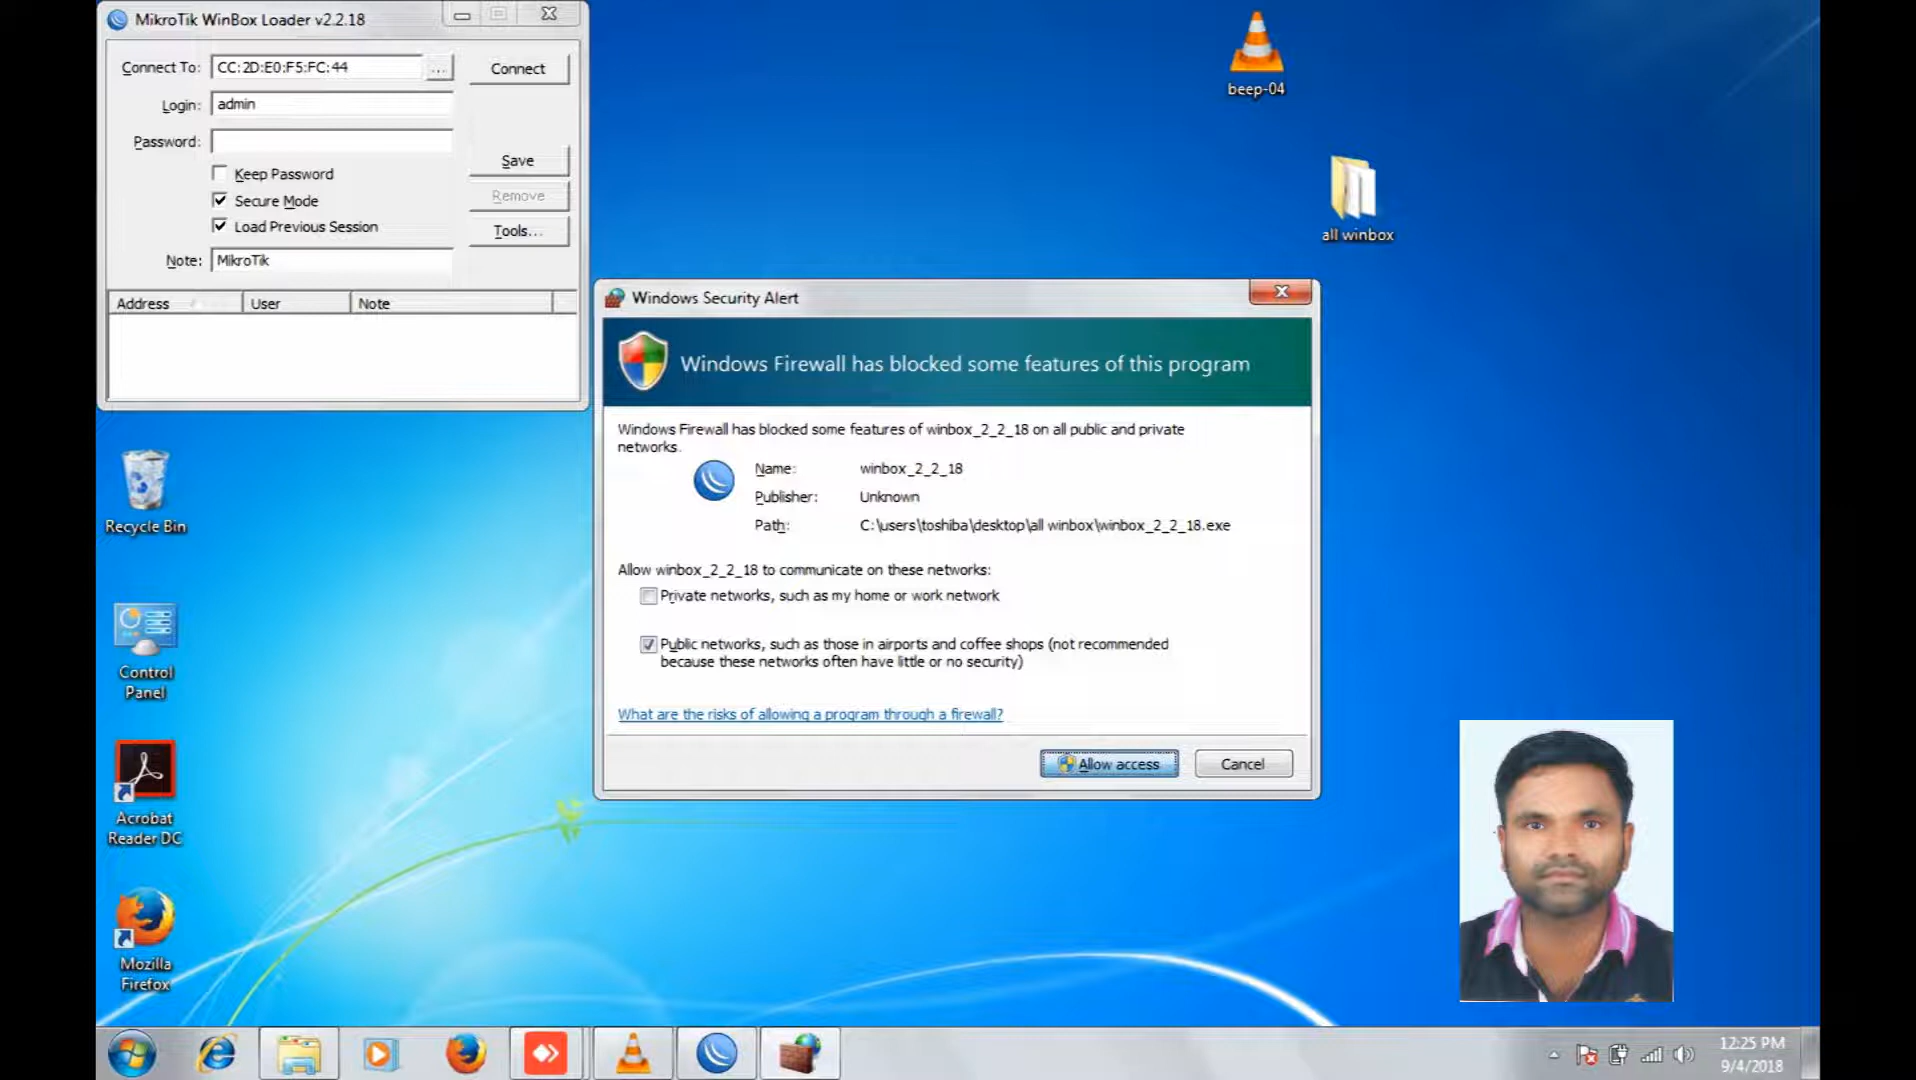 MikroTik WinBox Loader v2.2.18
Connect To: CC:2D:E0:F5:FC:44 ... Connect
Login: admin
Password:
Save
Keep Password
Remove
Secure Mode
Load Previous Session
Tools...
Note: MikroTik
Address User Note
beep-04
all winbox
Windows Security Alert
Windows Firewall has blocked some features of this program
Windows Firewall has blocked some features of winbox_2_2_18 on all public and private
networks.
Name: winbox_2_2_18
Publisher: Unknown
Path: C:\users\toshiba\desktop\all winbox\winbox_2_2_18.exe
Allow winbox_2_2_18 to communicate on these networks:
Private networks, such as my home or work network
Public networks, such as those in airports and coffee shops (not recommended
because these networks often have little or no security)
What are the risks of allowing a program through a firewall?
Allow access Cancel
Recycle Bin
Control
Panel
Acrobat
Reader DC
Mozilla
Firefox
12:25 PM
9/4/2018